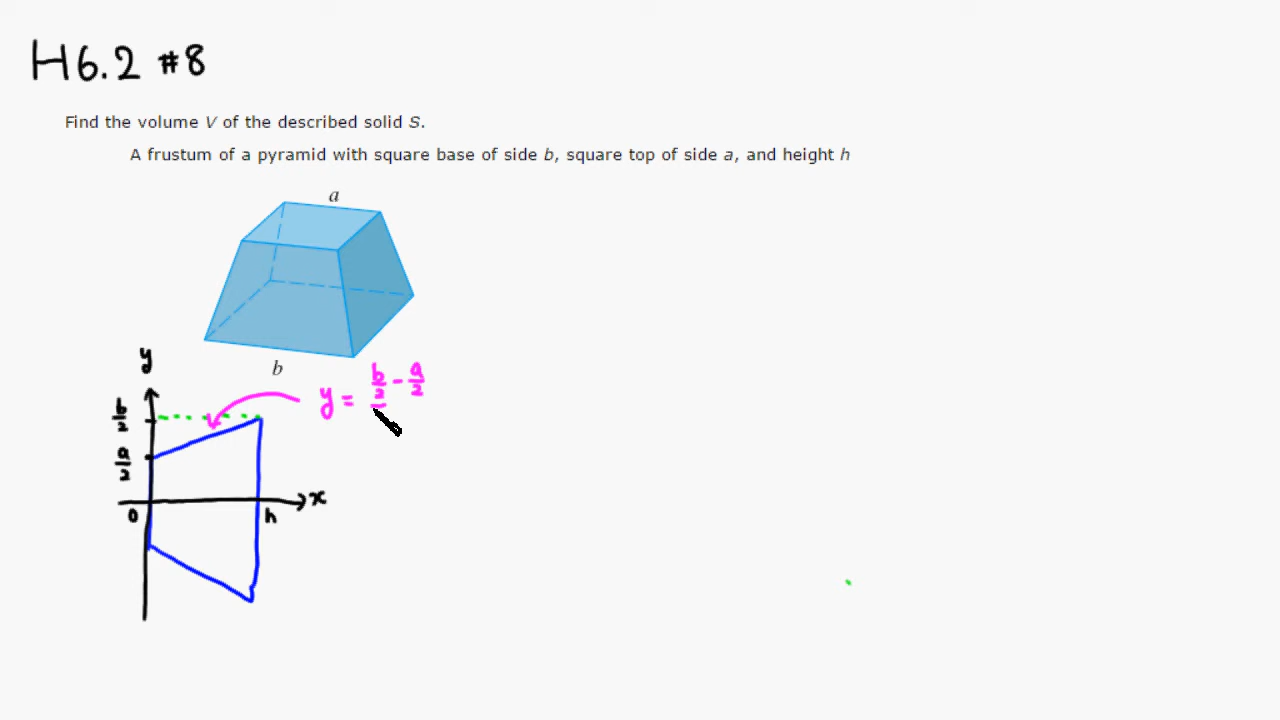 H6.2 #8
Find the volume V of the described solid S.
A frustum of a pyramid with square base of side b, square top of side a, and height h
a
b
y
b/2
a/2
0
h
x
y = b/2 - a/2